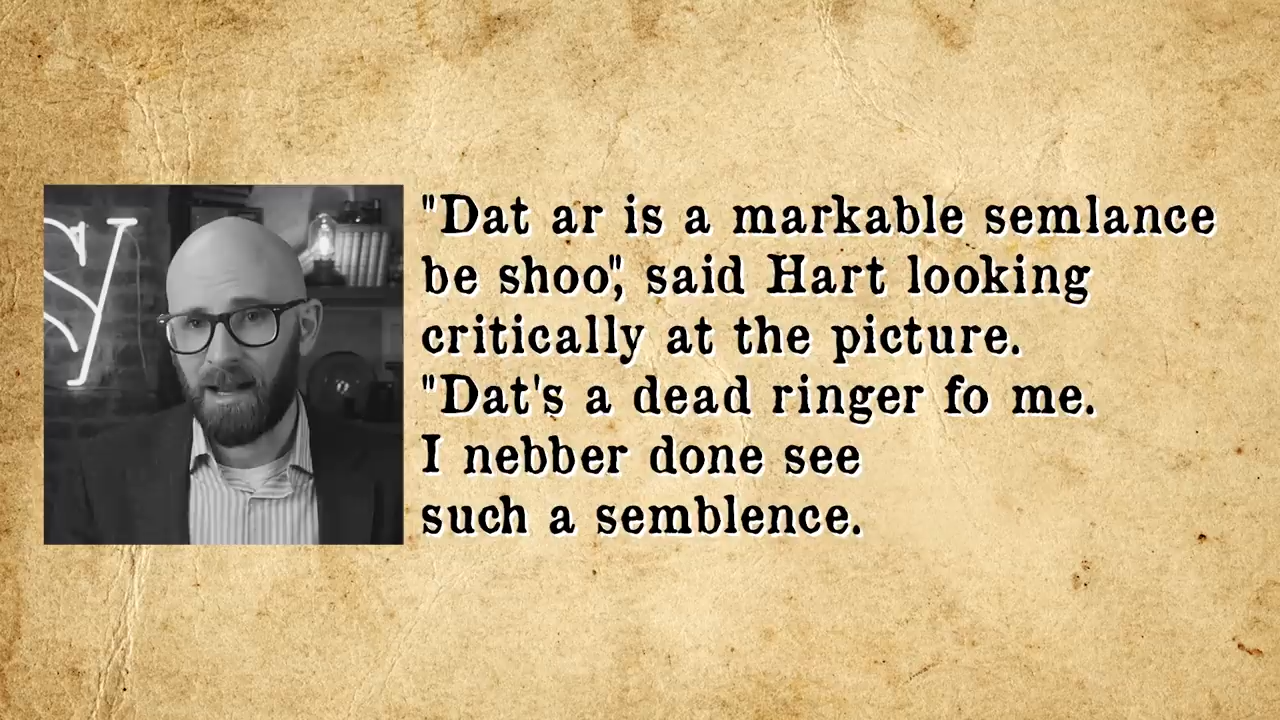 "Dat ar is a markable semlance
be shoo", said Hart looking
critically at the picture.
"Dat's a dead ringer fo me.
I nebber done see
such a semblence.